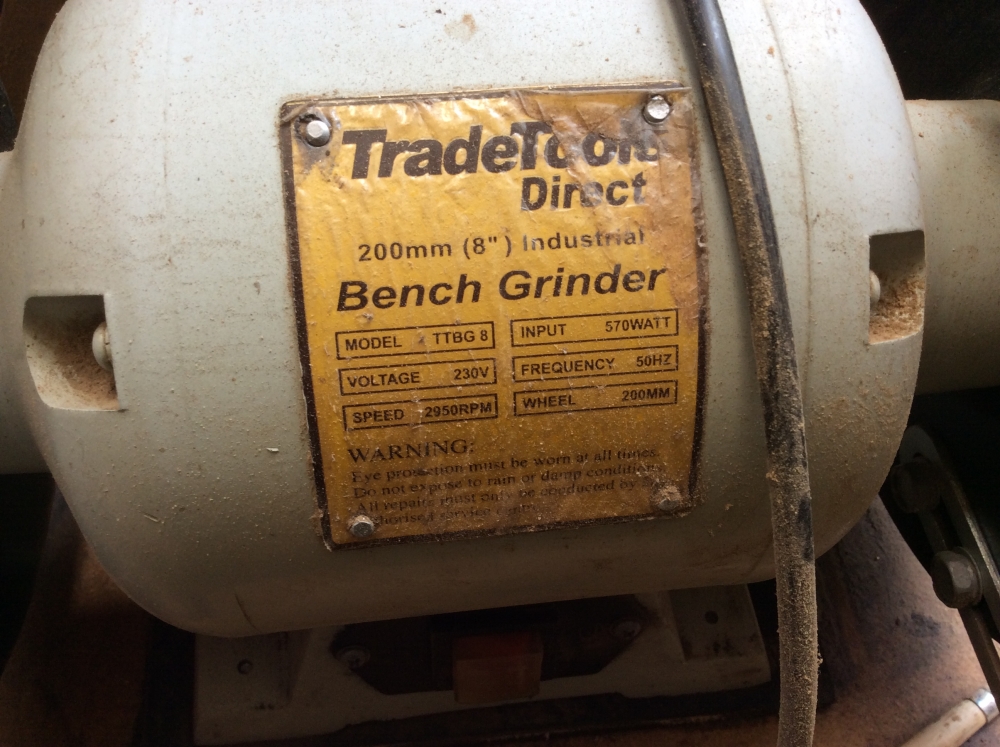 TradeTools
Direct
200mm (8") Industrial
Bench Grinder
MODEL TTBG 8 INPUT 570WATT
VOLTAGE 230V FREQUENCY 50HZ
SPEED 2950RPM WHEEL 200MM
WARNING:
Eye protection must be worn at all times.
Do not expose to rain or damp conditions.
All repairs must only be conducted by
service